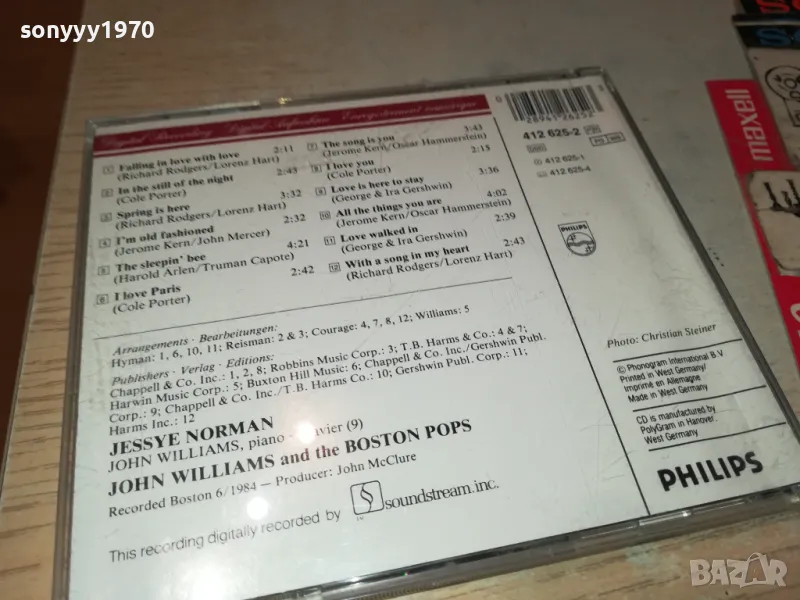 sonyyy1970
Digital Recording Digital-Aufnahme Enregistrement numérique
28941 26252
412 625-2
412 625-1
412 625-4
1 Falling in love with love 2:11
(Richard Rodgers/Lorenz Hart)
2 In the still of the night 2:45
(Cole Porter)
3 Spring is here 3:32
(Richard Rodgers/Lorenz Hart)
4 I'm old fashioned 2:32
(Jerome Kern/John Mercer)
5 The sleepin' bee 4:21
(Harold Arlen/Truman Capote)
6 I love Paris 2:42
(Cole Porter)
7 The song is you 3:43
(Jerome Kern/Oscar Hammerstein)
8 I love you 2:15
(Cole Porter)
9 Love is here to stay 3:36
(George & Ira Gershwin)
10 All the things you are 4:02
(Jerome Kern/Oscar Hammerstein)
11 Love walked in 2:39
(George & Ira Gershwin)
12 With a song in my heart 2:43
(Richard Rodgers/Lorenz Hart)
Arrangements · Bearbeitungen:
Hyman: 1, 6, 10, 11; Reisman: 2 & 3; Courage: 4, 7, 8, 12; Williams: 5
Publishers · Verlag · Editions:
Chappell & Co. Inc.: 1, 2, 8; Robbins Music Corp.: 3; T.B. Harms & Co.: 4 & 7;
Harwin Music Corp.: 5; Buxton Hill Music: 6; Chappell & Co. Inc./Gershwin Publ.
Corp.: 9; Chappell & Co. Inc./T.B. Harms Co.: 10; Gershwin Publ. Corp.: 11;
Harms Inc.: 12
JESSYE NORMAN
JOHN WILLIAMS, piano · Klavier (9)
JOHN WILLIAMS and the BOSTON POPS
Recorded Boston 6/1984 – Producer: John McClure
This recording digitally recorded by soundstream, inc.
PHILIPS
Photo: Christian Steiner
℗ Phonogram International B.V.
Printed in West Germany/
Imprimé en Allemagne
Made in West Germany
CD is manufactured by
PolyGram in Hanover,
West Germany.
PHILIPS
maxell
BAZAR
bg